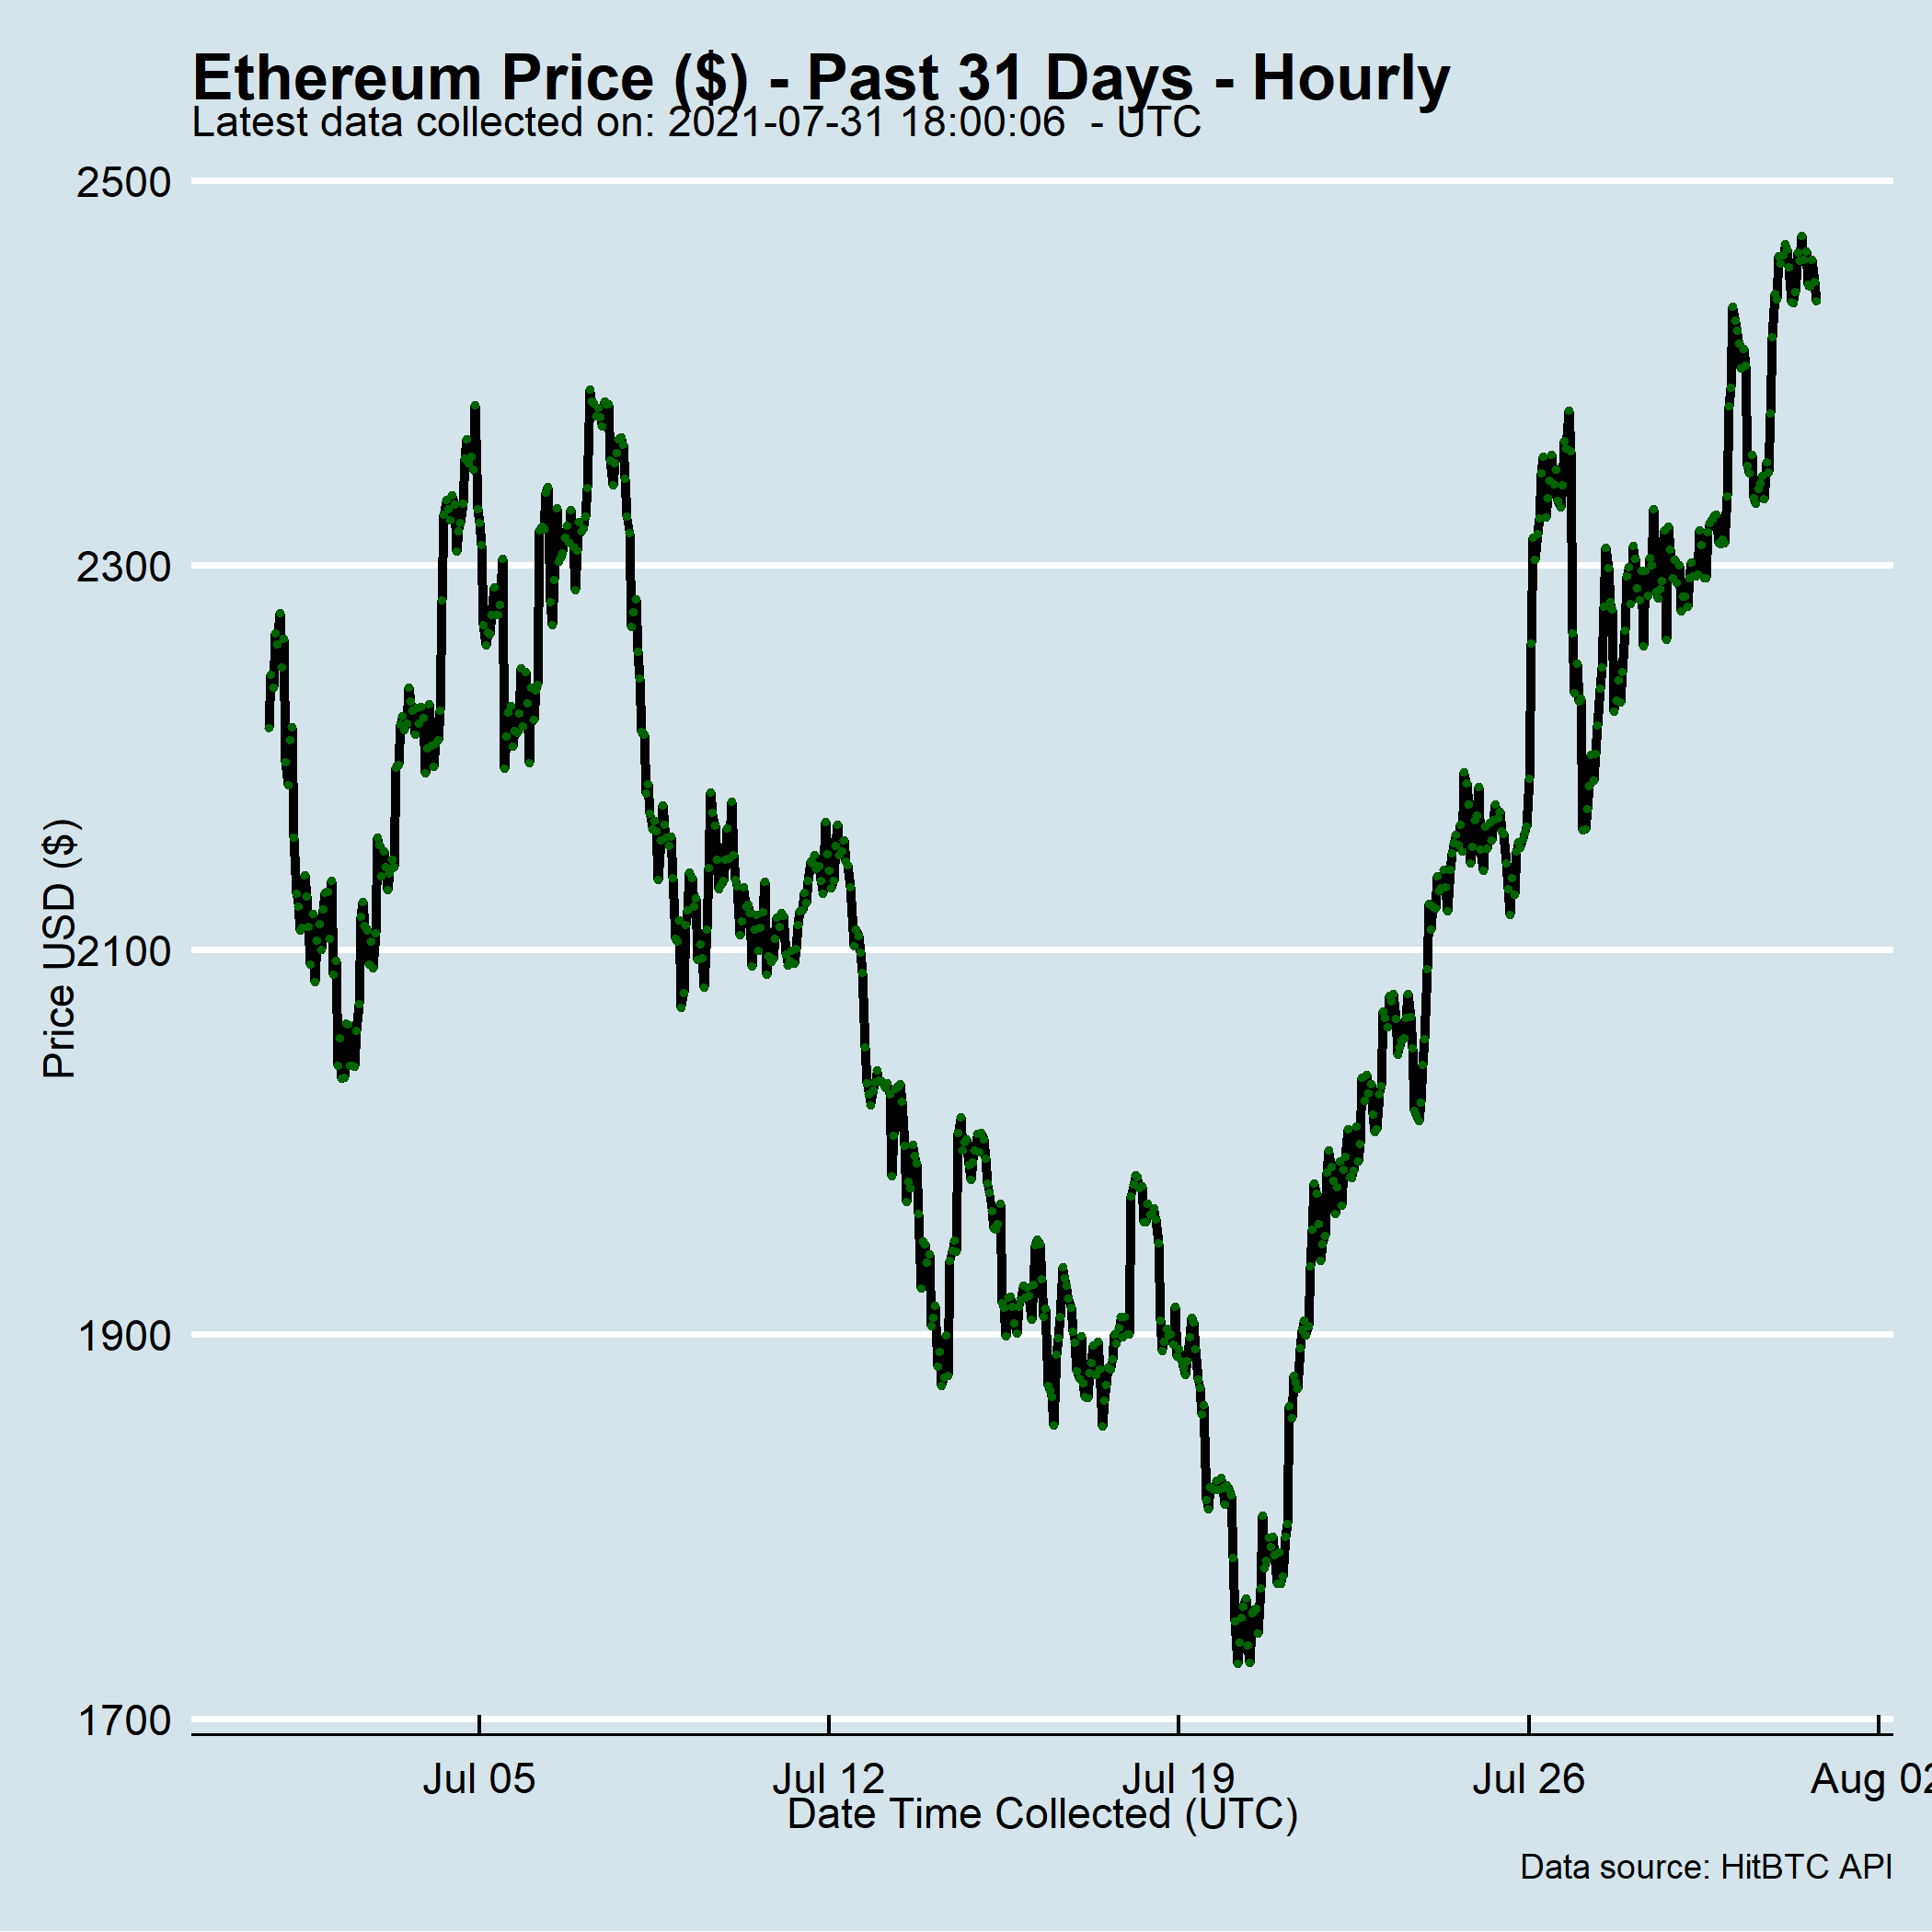 Ethereum Price ($) - Past 31 Days - Hourly
Latest data collected on: 2021-07-31 18:00:06  - UTC
2500
2300
2100
1900
1700
Price USD ($)
Jul 05
Jul 12
Jul 19
Jul 26
Aug 02
Date Time Collected (UTC)
Data source: HitBTC API